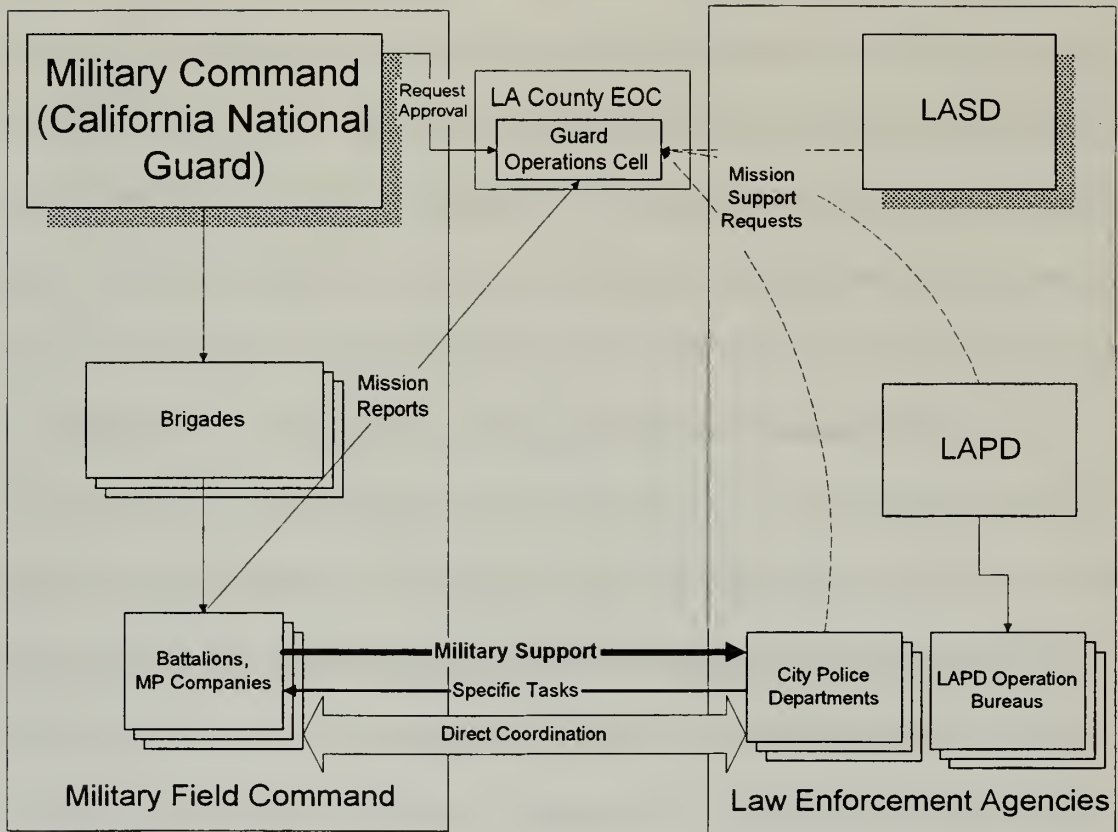 Military Command
(California National
Guard)
Request
Approval
LA County EOC
Guard
Operations Cell
LASD
Mission
Support
Requests
Brigades
Mission
Reports
LAPD
Battalions,
MP Companies
Military Support
Specific Tasks
Direct Coordination
City Police
Departments
LAPD Operation
Bureaus
Military Field Command
Law Enforcement Agencies